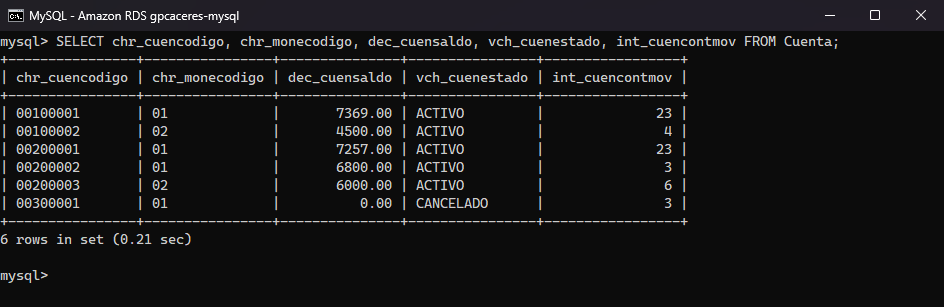 MySQL - Amazon RDS gpcaceres-mysql
mysql> SELECT chr_cuencodigo, chr_monecodigo, dec_cuensaldo, vch_cuenestado, int_cuencontmov FROM Cuenta;
+----------------+----------------+---------------+----------------+-----------------+
| chr_cuencodigo | chr_monecodigo | dec_cuensaldo | vch_cuenestado | int_cuencontmov |
+----------------+----------------+---------------+----------------+-----------------+
| 00100001       | 01             |       7369.00 | ACTIVO         |              23 |
| 00100002       | 02             |       4500.00 | ACTIVO         |               4 |
| 00200001       | 01             |       7257.00 | ACTIVO         |              23 |
| 00200002       | 01             |       6800.00 | ACTIVO         |               3 |
| 00200003       | 02             |       6000.00 | ACTIVO         |               6 |
| 00300001       | 01             |          0.00 | CANCELADO      |               3 |
+----------------+----------------+---------------+----------------+-----------------+
6 rows in set (0.21 sec)
mysql>